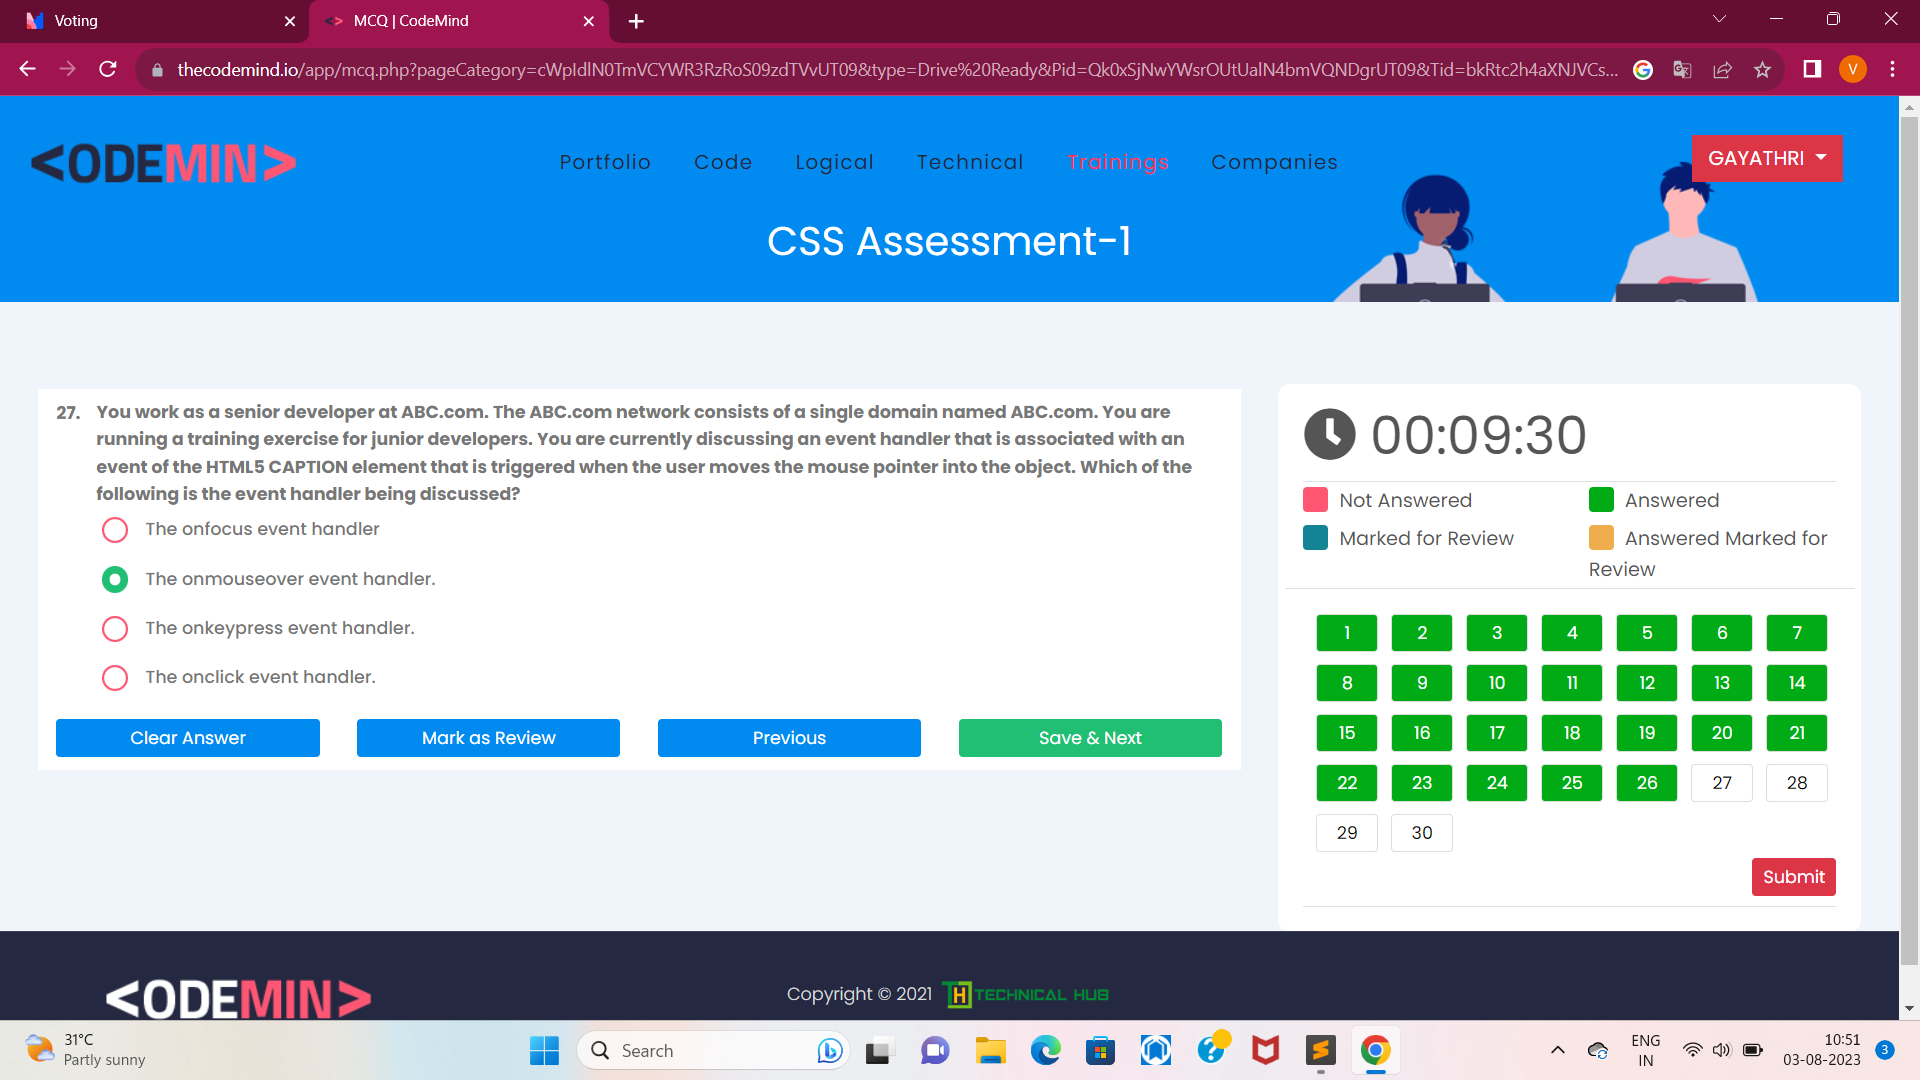 Voting
MCQ | CodeMind
thecodemind.io/app/mcq.php?pageCategory=cWpIdlN0TmVCYWR3RzRoS09zdTVvUT09&type=Drive%20Ready&Pid=Qk0xSjNwYWsrOUtUalN4bmVQNDgrUT09&Tid=bkRtc2h4aXNJVCs...
V
<ODEMIN>
Portfolio
Code
Logical
Technical
Trainings
Companies
GAYATHRI
CSS Assessment-1
27. You work as a senior developer at ABC.com. The ABC.com network consists of a single domain named ABC.com. You are
running a training exercise for junior developers. You are currently discussing an event handler that is associated with an
event of the HTML5 CAPTION element that is triggered when the user moves the mouse pointer into the object. Which of the
following is the event handler being discussed?
The onfocus event handler
The onmouseover event handler.
The onkeypress event handler.
The onclick event handler.
Clear Answer
Mark as Review
Previous
Save & Next
00:09:30
Not Answered
Answered
Marked for Review
Answered Marked for
Review
1 2 3 4 5 6 7
8 9 10 11 12 13 14
15 16 17 18 19 20 21
22 23 24 25 26 27 28
29 30
Submit
<ODEMIN>
Copyright © 2021
TH TECHNICAL HUB
31°C
Partly sunny
Search
ENG
IN
10:51
03-08-2023
3